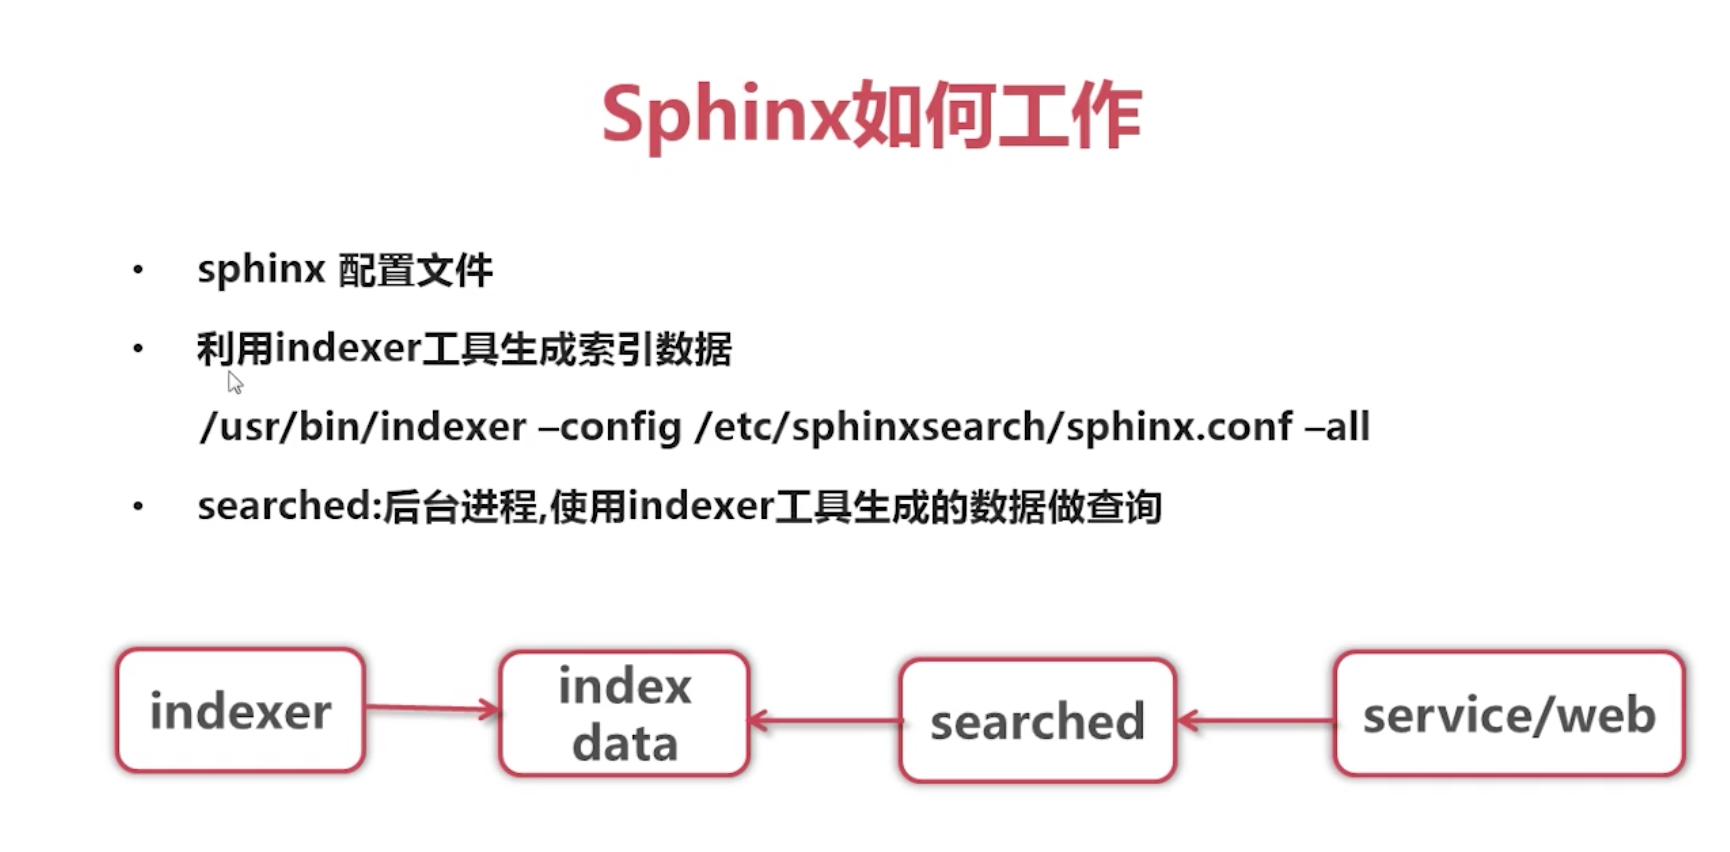 Sphinx如何工作
• sphinx 配置文件
• 利用indexer工具生成索引数据
/usr/bin/indexer –config /etc/sphinxsearch/sphinx.conf –all
• searched:后台进程,使用indexer工具生成的数据做查询
indexer
index
data
searched
service/web